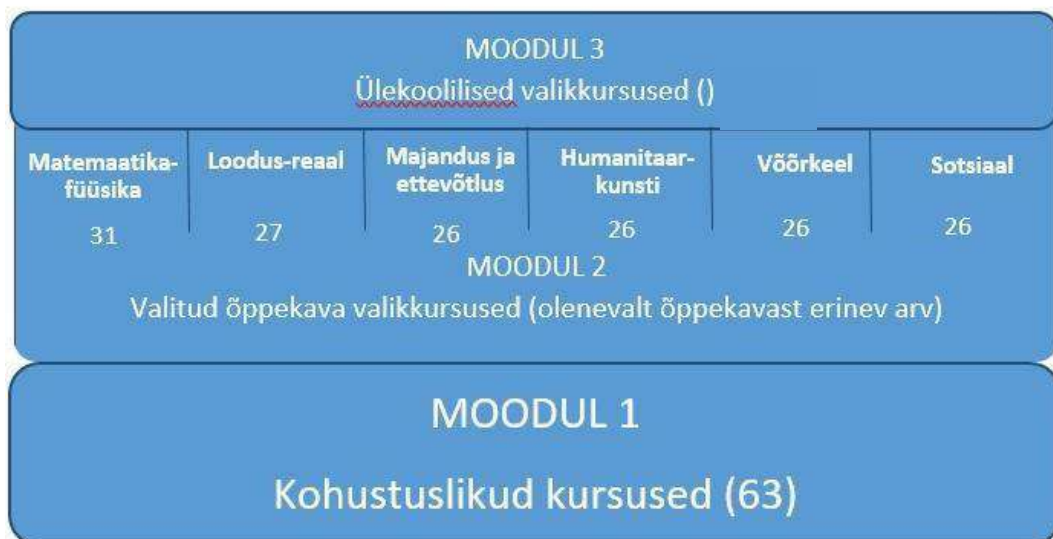 MOODUL 3
Ülekoolilised valikkursused ()
Matemaatika-
füüsika
31
Loodus-reaal
27
Majandus ja
ettevõtlus
26
Humanitaar-
kunsti
26
Võõrkeel
26
Sotsiaal
26
MOODUL 2
Valitud õppekava valikkursused (olenevalt õppekavast erinev arv)
MOODUL 1
Kohustuslikud kursused (63)